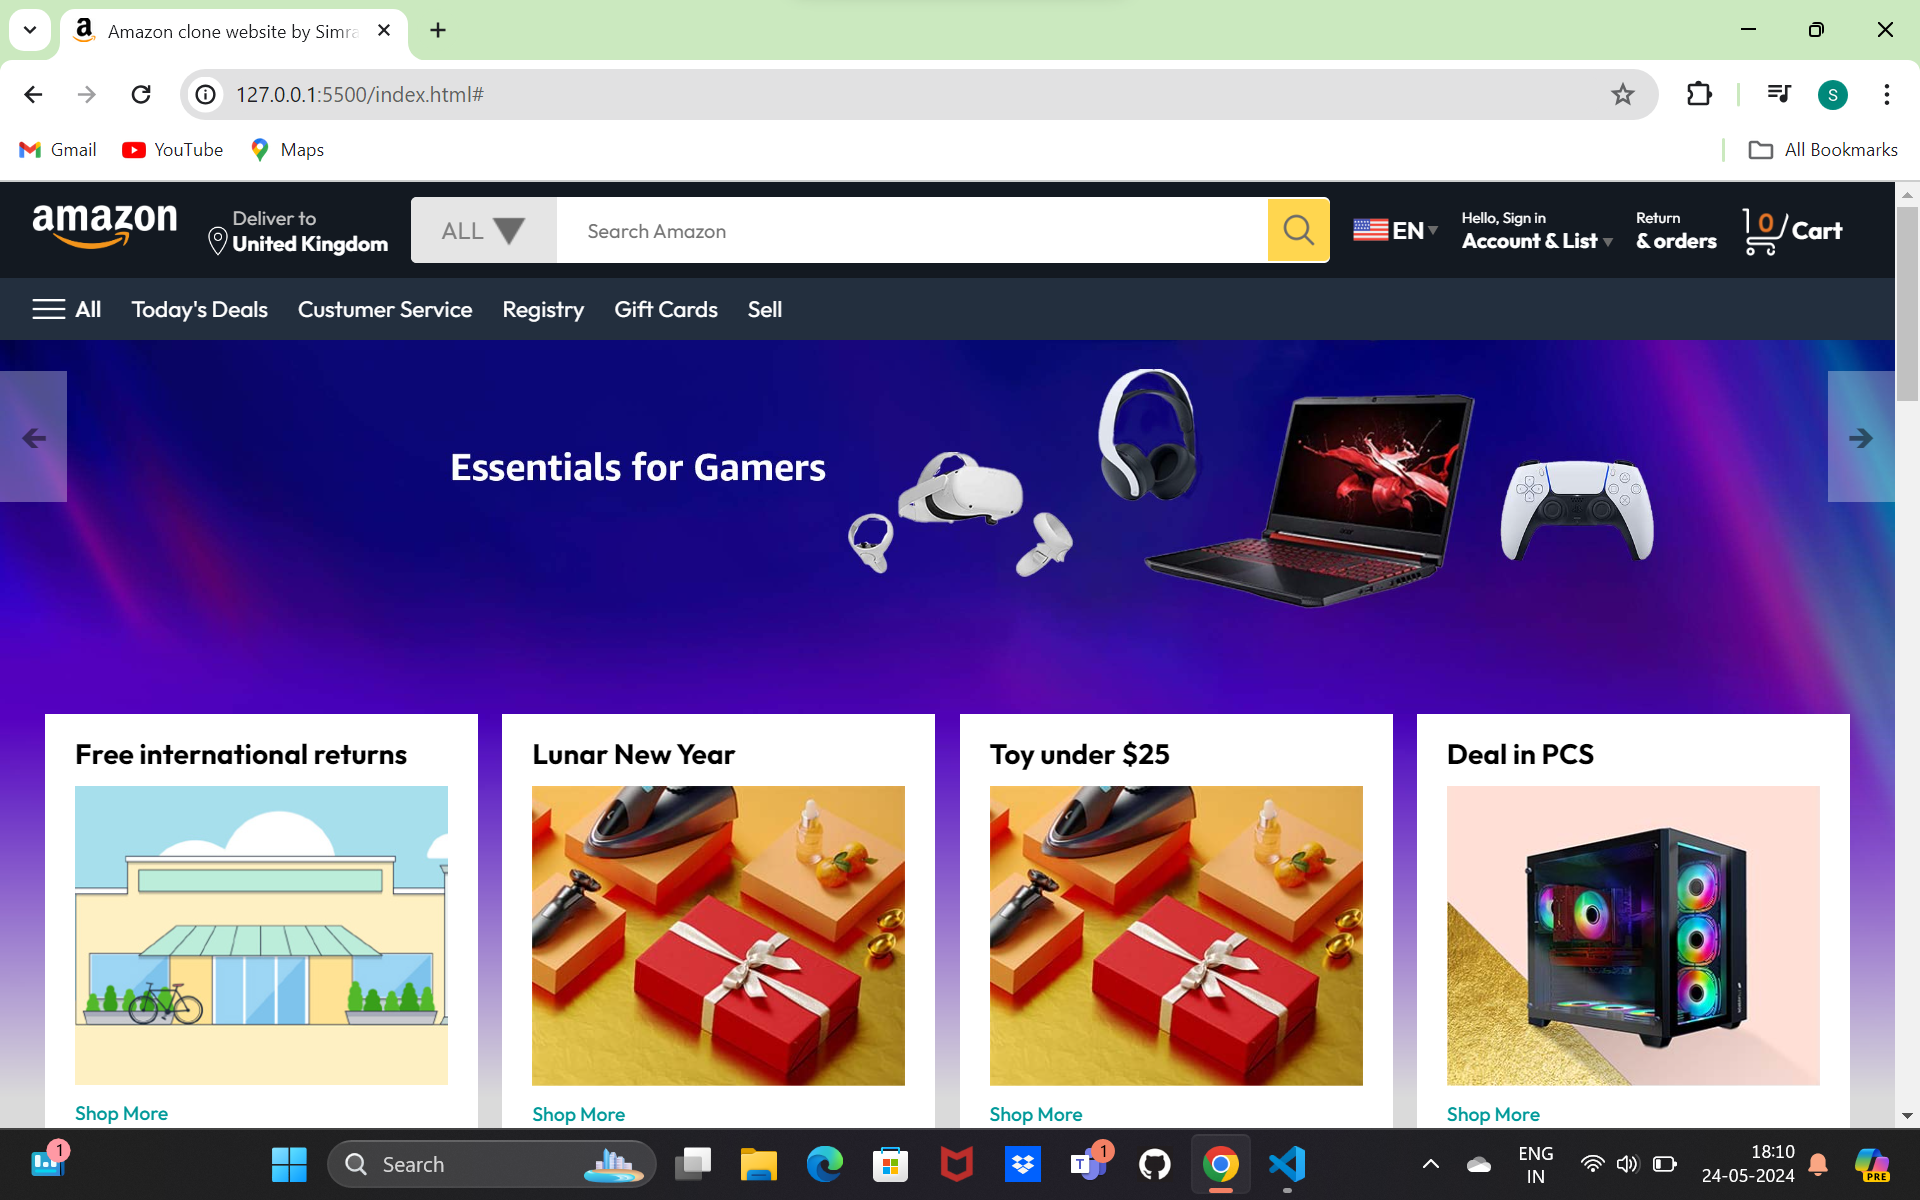 Amazon clone website by Simra
127.0.0.1:5500/index.html#
S
Gmail
YouTube
Maps
All Bookmarks
amazon
Deliver to
United Kingdom
ALL
Search Amazon
EN
Hello, Sign in
Account & List
Return
& orders
0
Cart
All
Today's Deals
Custumer Service
Registry
Gift Cards
Sell
Essentials for Gamers
Free international returns
Lunar New Year
Toy under $25
Deal in PCS
Shop More
Shop More
Shop More
Shop More
1
Search
T
1
ENG
IN
18:10
24-05-2024
PRE